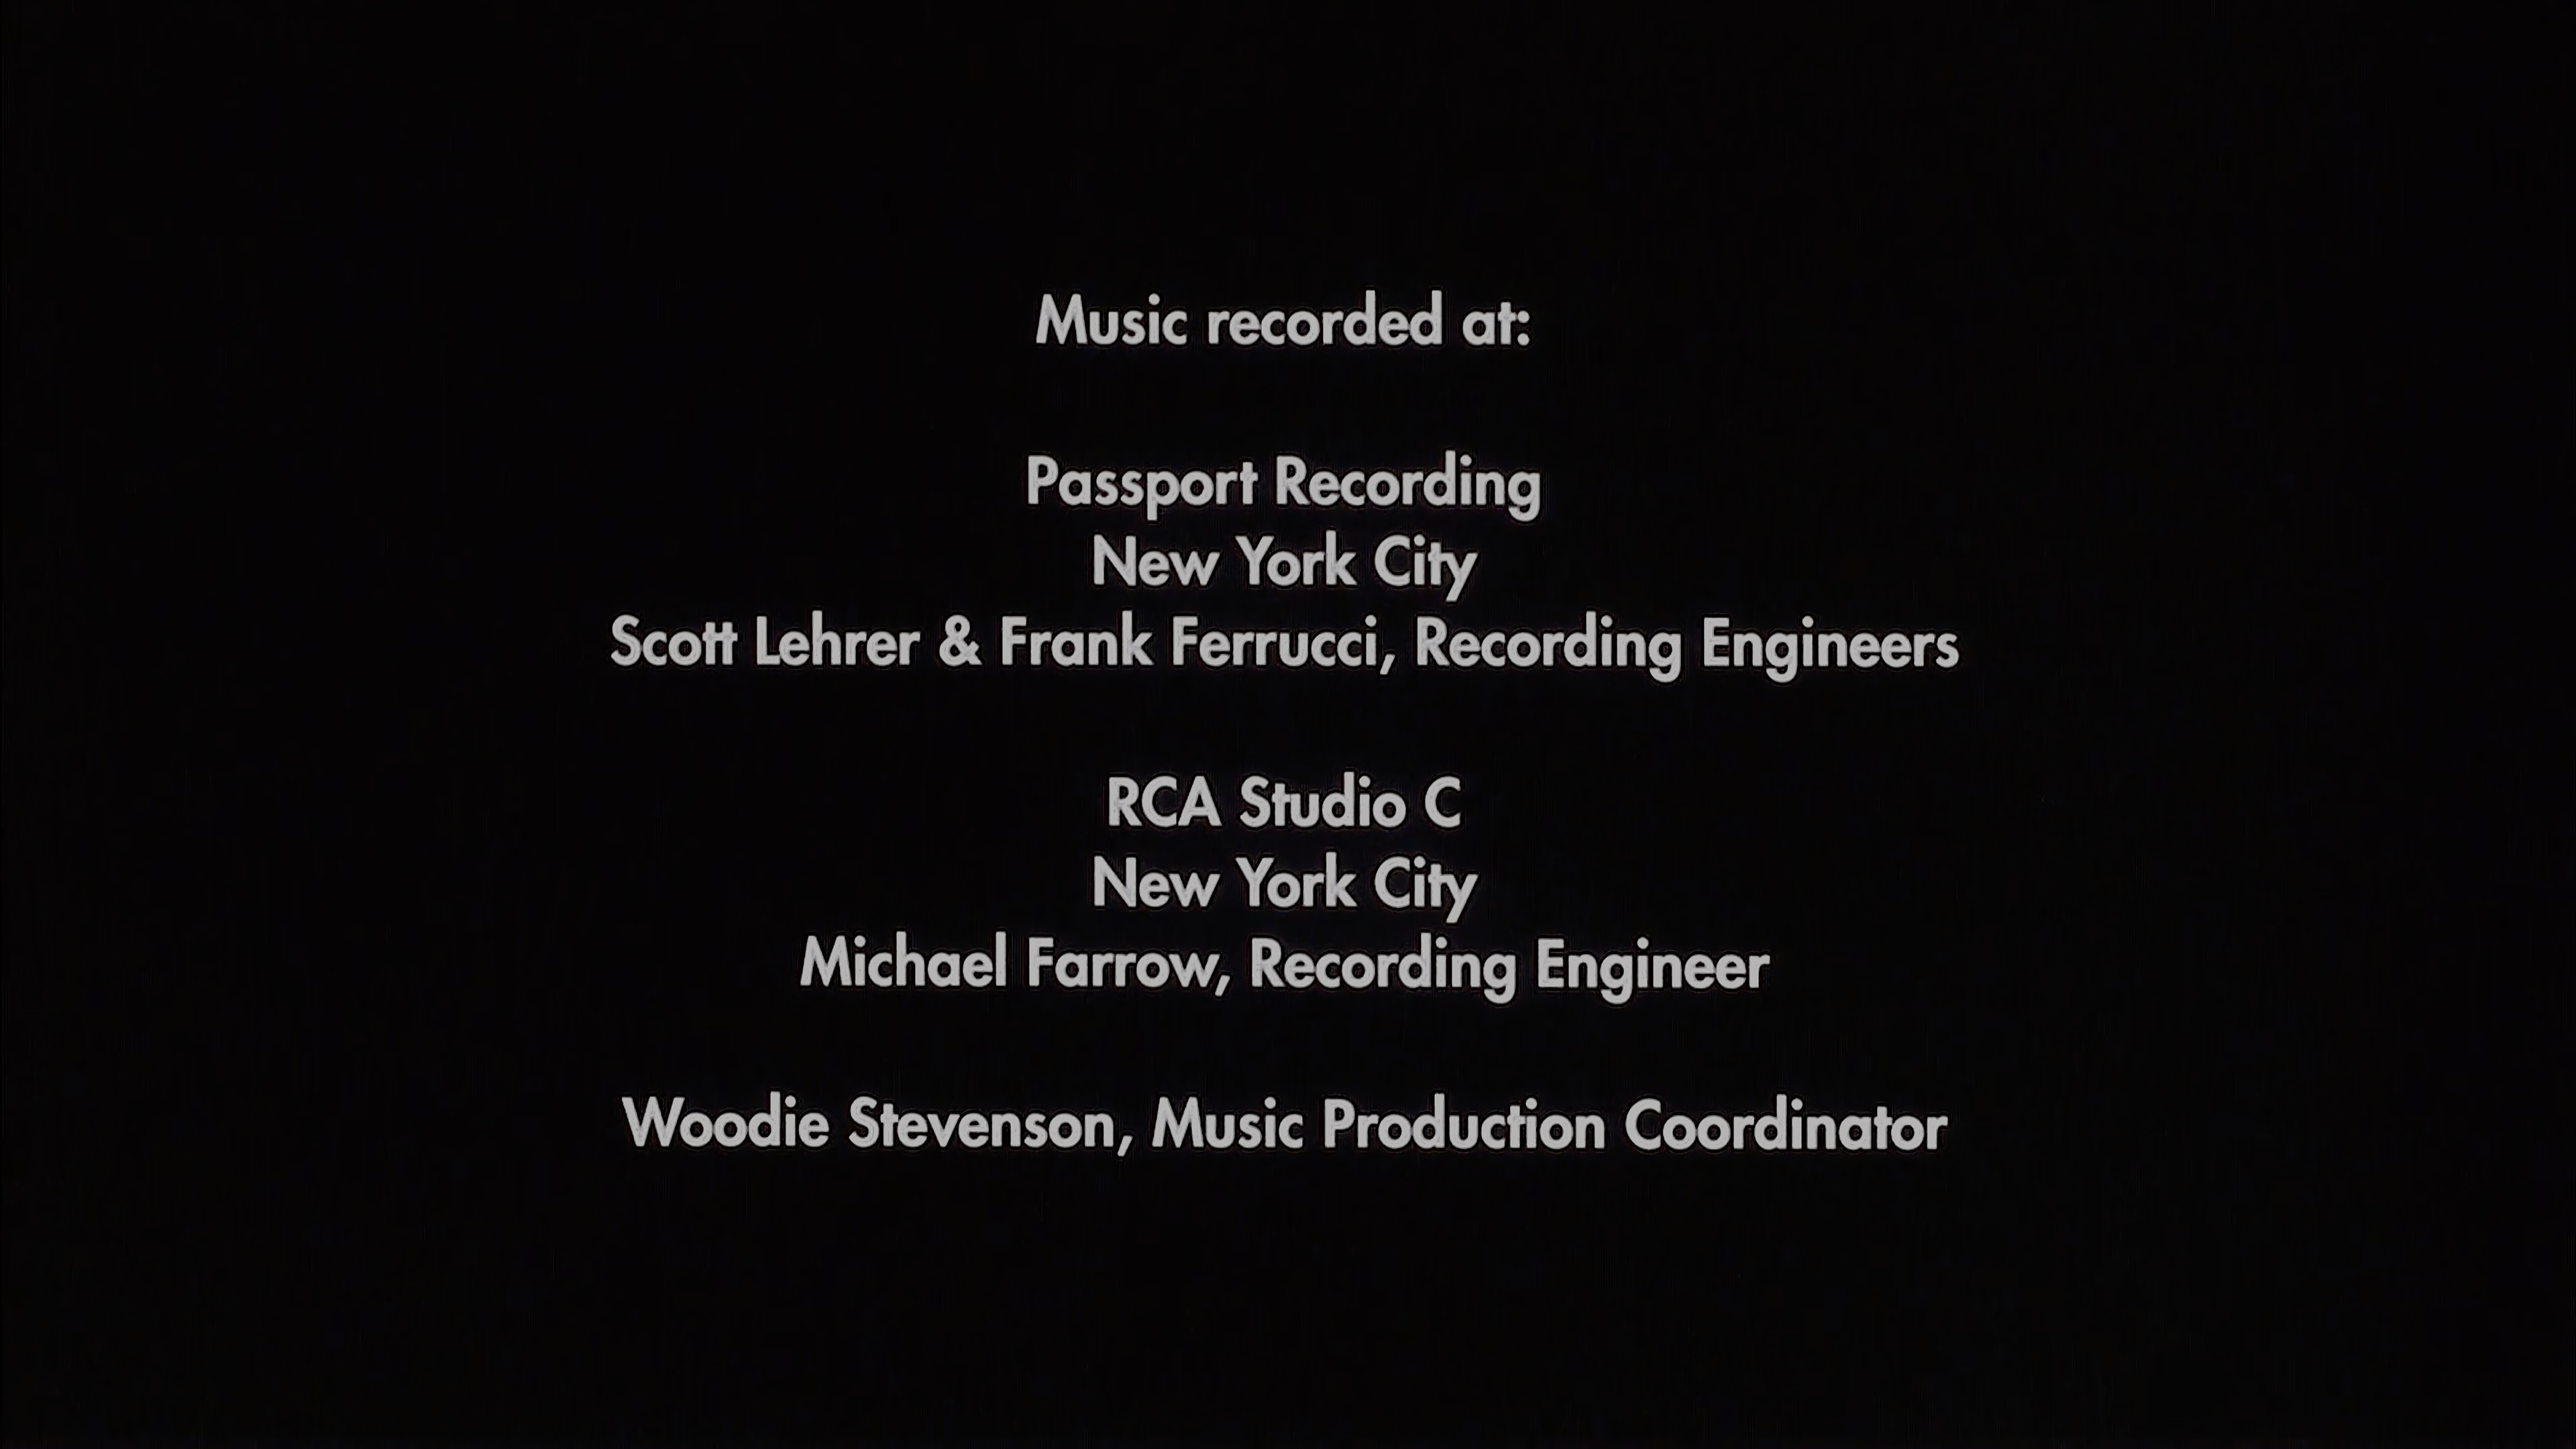 Music recorded at:
Passport Recording
New York City
Scott Lehrer & Frank Ferrucci, Recording Engineers
RCA Studio C
New York City
Michael Farrow, Recording Engineer
Woodie Stevenson, Music Production Coordinator